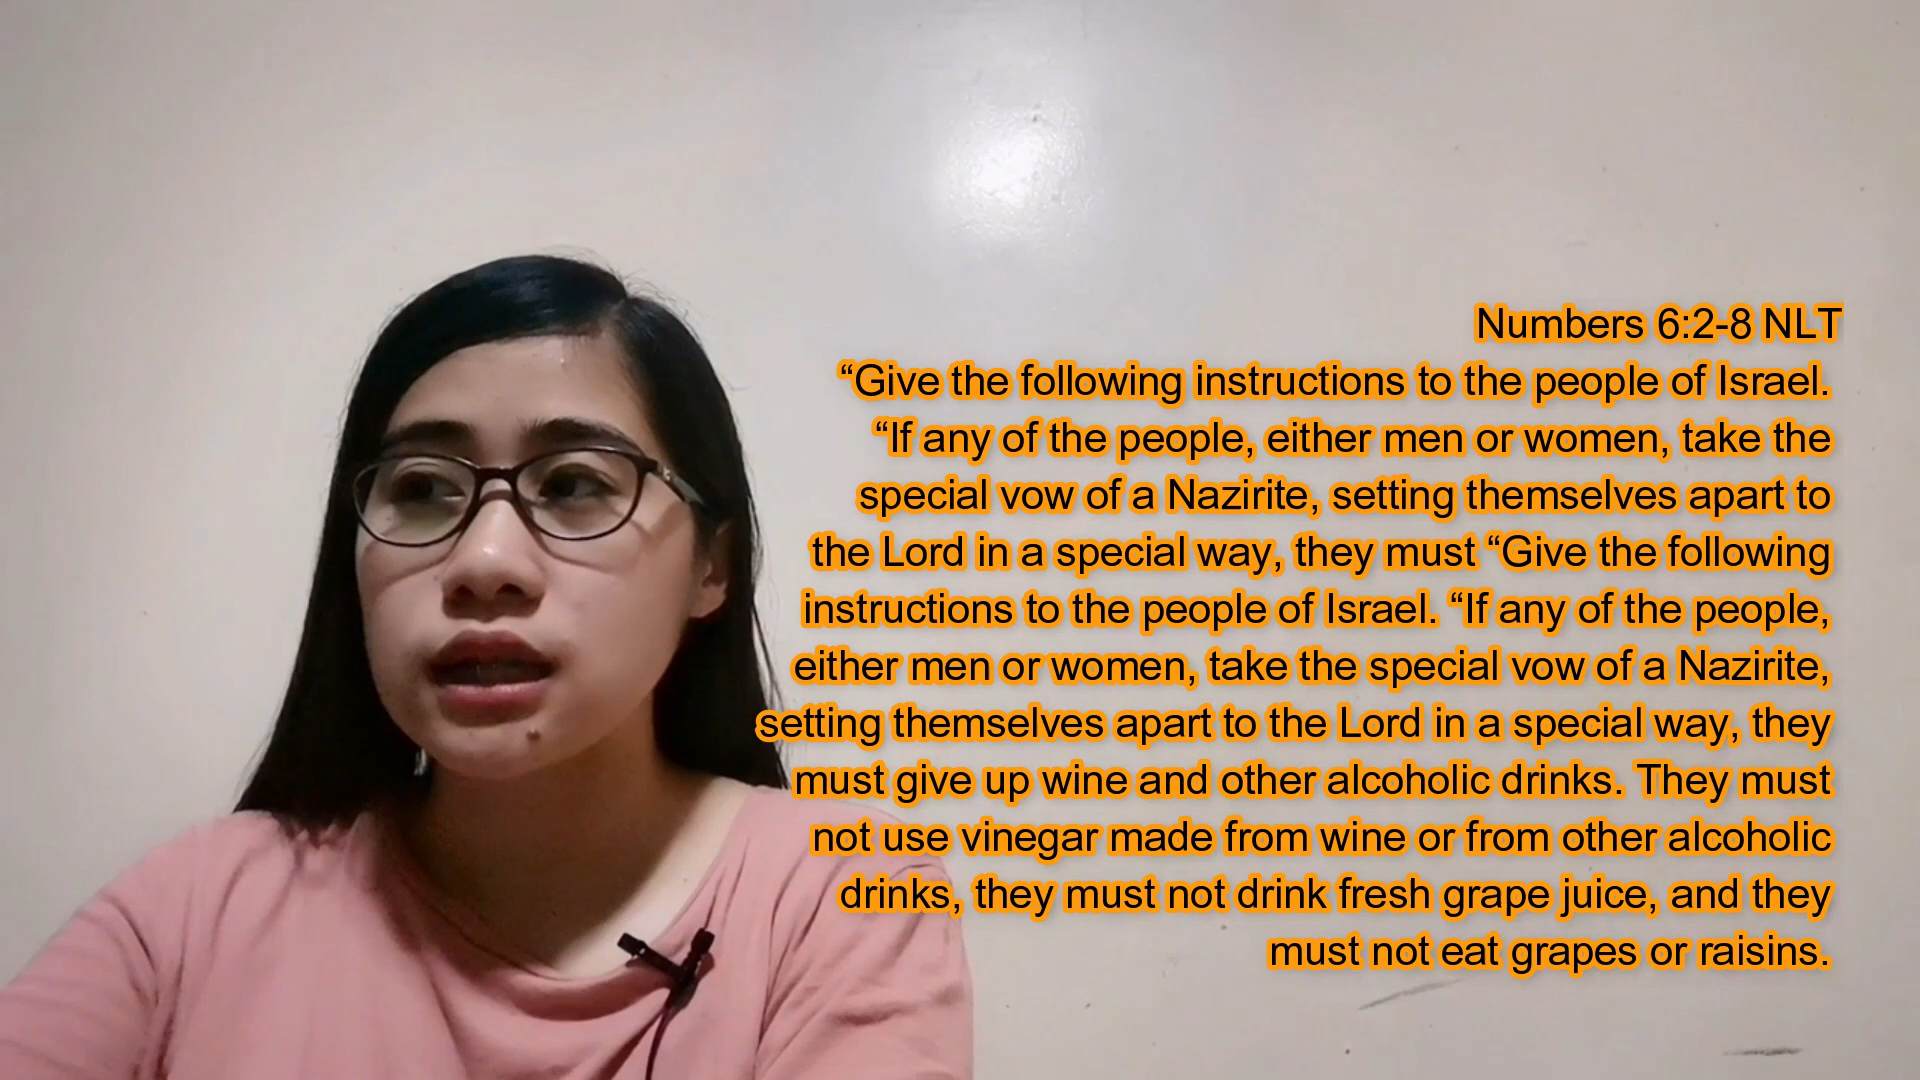 Numbers 6:2-8 NLT
“Give the following instructions to the people of Israel.
“If any of the people, either men or women, take the
special vow of a Nazirite, setting themselves apart to
the Lord in a special way, they must “Give the following
instructions to the people of Israel. “If any of the people,
either men or women, take the special vow of a Nazirite,
setting themselves apart to the Lord in a special way, they
must give up wine and other alcoholic drinks. They must
not use vinegar made from wine or from other alcoholic
drinks, they must not drink fresh grape juice, and they
must not eat grapes or raisins.